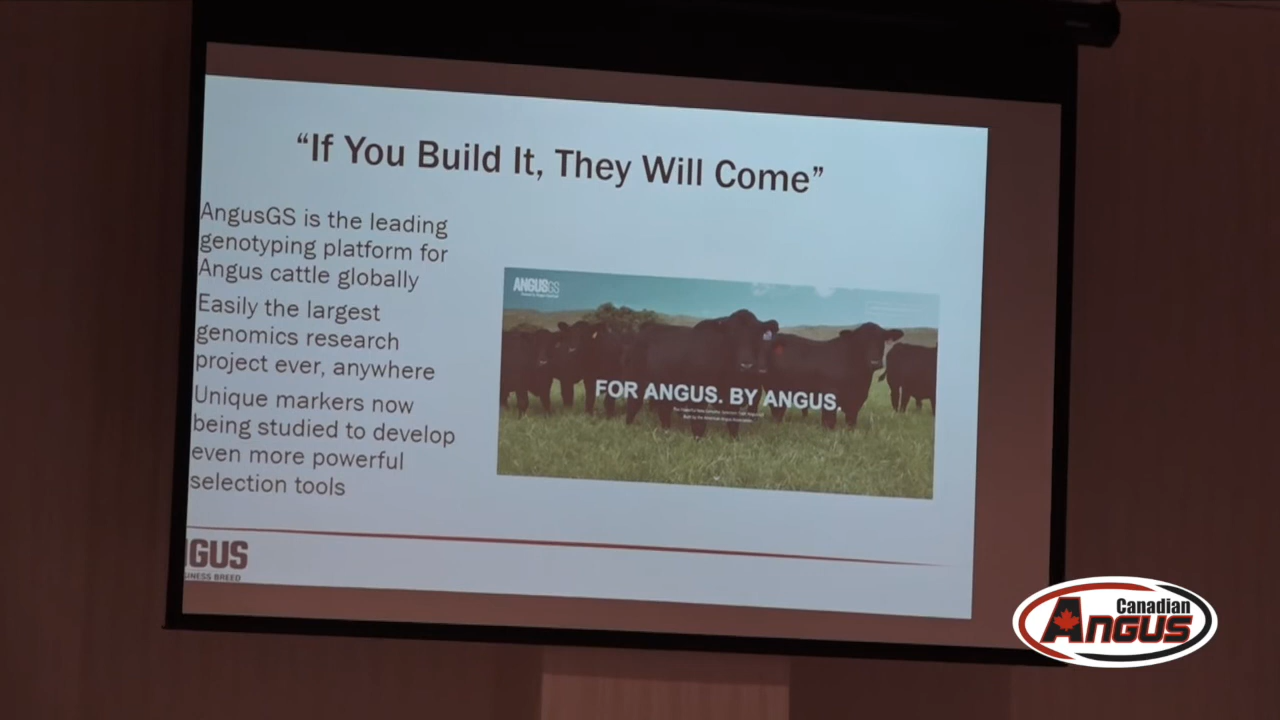 “If You Build It, They Will Come”
AngusGS is the leading
genotyping platform for
Angus cattle globally
Easily the largest
genomics research
project ever, anywhere
Unique markers now
being studied to develop
even more powerful
selection tools
ANGUSGS
FOR ANGUS. BY ANGUS.
GUS
BREED
Canadian
ANGUS